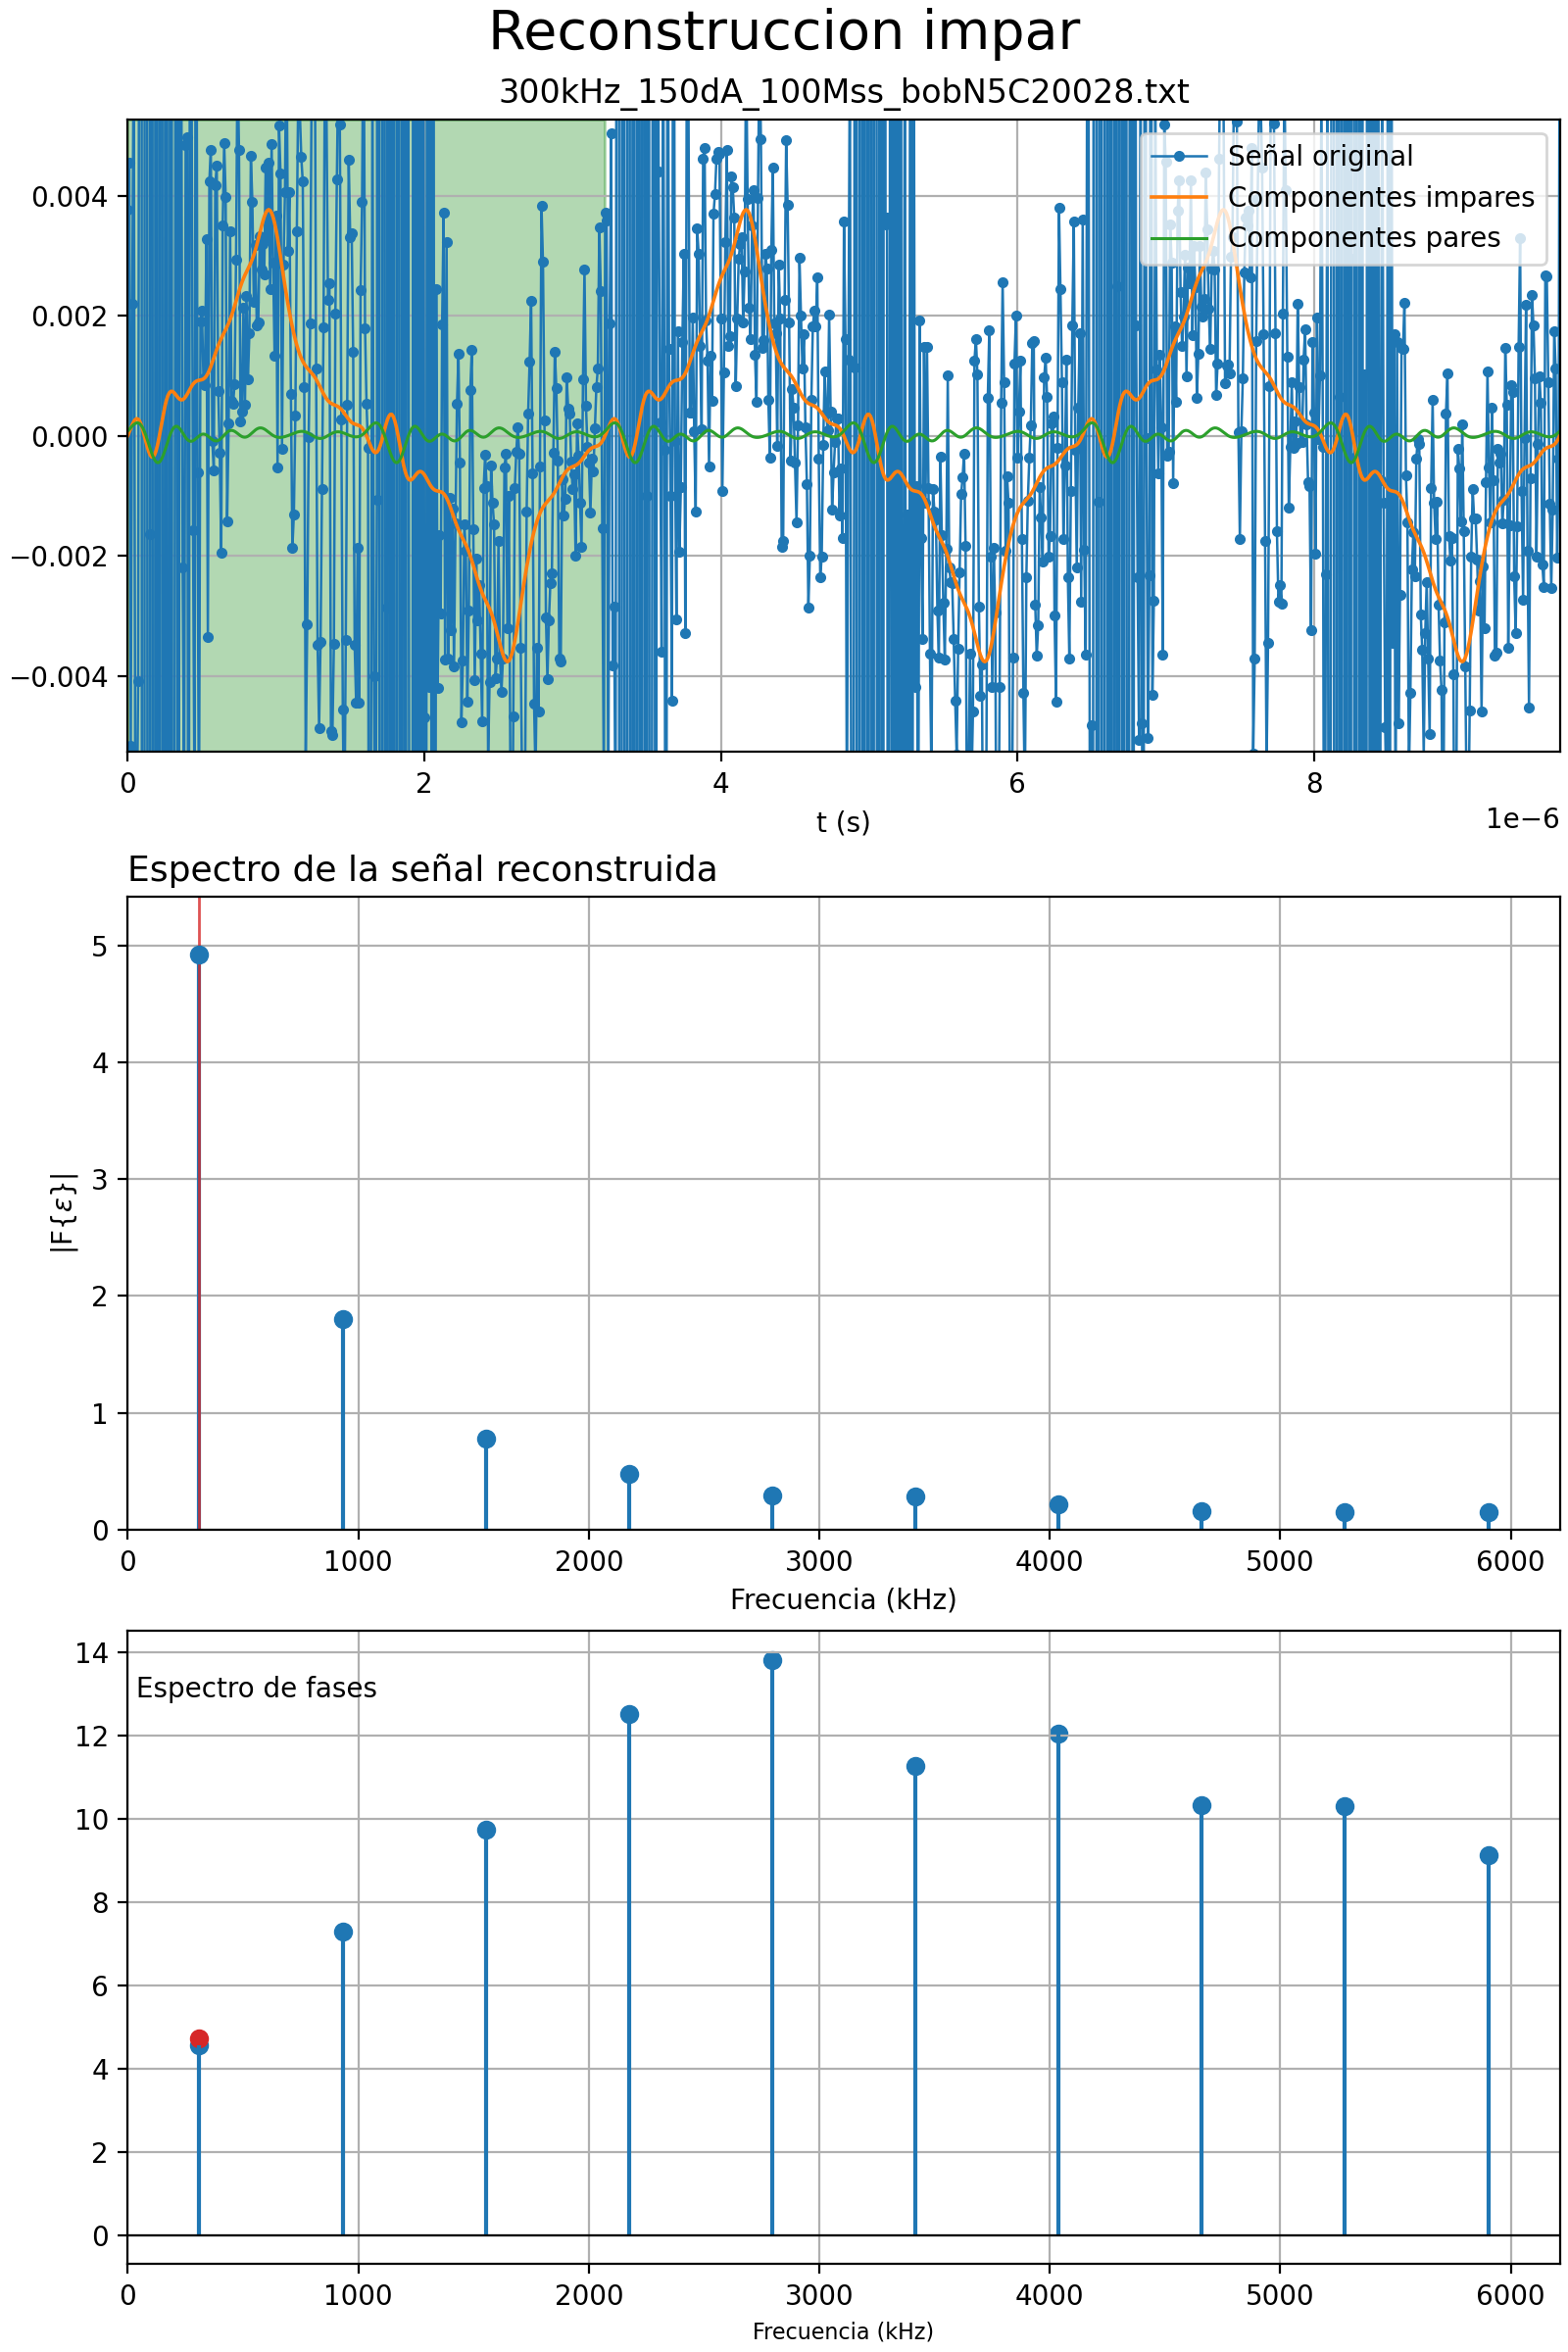 Reconstruccion impar
300kHz_150dA_100Mss_bobN5C20028.txt
Señal original
Componentes impares
Componentes pares
0.004
0.002
0.000
−0.002
−0.004
0 2 4 6 8
1e−6
t (s)
Espectro de la señal reconstruida
5
4
3
2
1
0
|F{ε}|
0 1000 2000 3000 4000 5000 6000
Frecuencia (kHz)
Espectro de fases
14
12
10
8
6
4
2
0
0 1000 2000 3000 4000 5000 6000
Frecuencia (kHz)